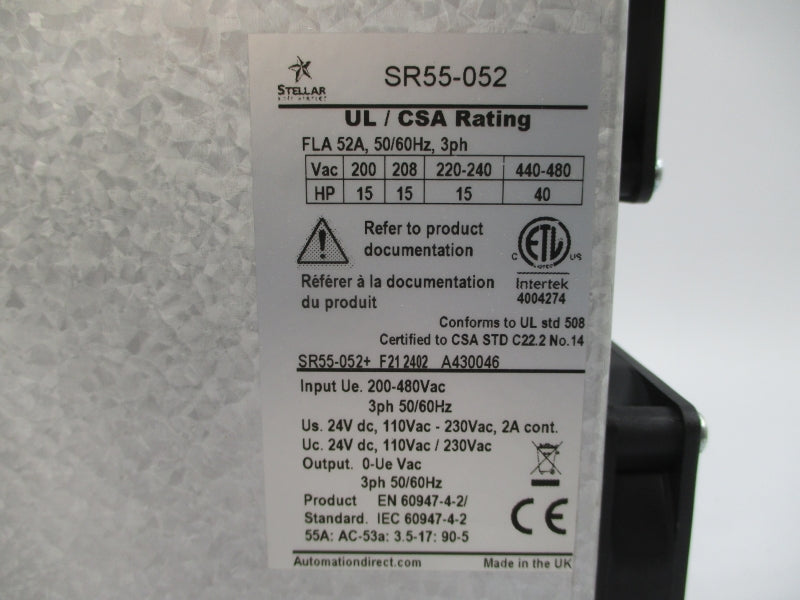 STELLAR
SR55-052
UL / CSA Rating
FLA 52A, 50/60Hz, 3ph
Vac 200 208 220-240 440-480
HP 15 15 15 40
Refer to product
documentation
ETL
C US
Intertek
4004274
Référer à la documentation
du produit
Conforms to UL std 508
Certified to CSA STD C22.2 No.14
SR55-052+ F21 2402 A430046
Input Ue. 200-480Vac
3ph 50/60Hz
Us. 24V dc, 110Vac - 230Vac, 2A cont.
Uc. 24V dc, 110Vac / 230Vac
Output. 0-Ue Vac
3ph 50/60Hz
Product EN 60947-4-2/
Standard. IEC 60947-4-2
55A: AC-53a: 3.5-17: 90-5
CE
Automationdirect.com Made in the UK